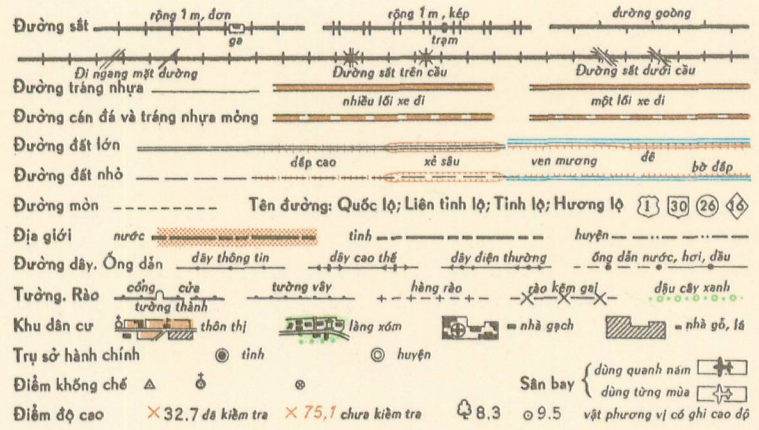 Đường sắt rộng 1 m, đơn ga rộng 1 m, kép trạm đường goòng
Đi ngang mặt đường Đường sắt trên cầu Đường sắt dưới cầu
Đường tráng nhựa nhiều lối xe đi một lối xe đi
Đường cán đá và tráng nhựa mỏng
Đường đất lớn đắp cao xẻ sâu ven mương đê
Đường đất nhỏ bờ đắp
Đường mòn Tên đường: Quốc lộ; Liên tỉnh lộ; Tỉnh lộ; Hương lộ 1 30 26 16
Địa giới nước tỉnh huyện
Đường dây. Ống dẫn dây thông tin dây cao thế dây điện thường ống dẫn nước, hơi, dầu
Tường. Rào cổng cửa tường thành tường vây hàng rào rào kẽm gai dậu cây xanh
Khu dân cư thôn thị làng xóm nhà gạch nhà gỗ, lá
Trụ sở hành chính tỉnh huyện
Điểm khống chế Sân bay dùng quanh năm
dùng từng mùa
Điểm độ cao 32.7 đã kiểm tra 75,1 chưa kiểm tra 8.3 9.5 vật phương vị có ghi cao độ